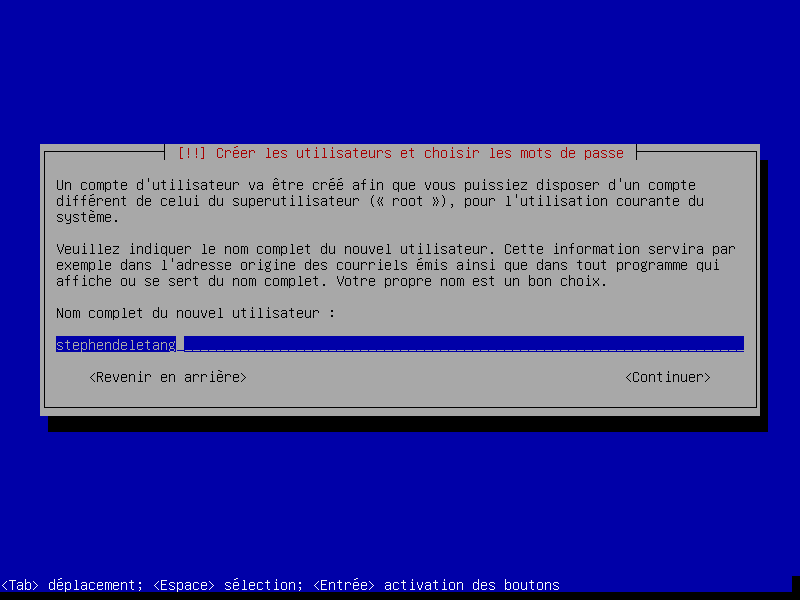 [!!] Créer les utilisateurs et choisir les mots de passe
Un compte d'utilisateur va être créé afin que vous puissiez disposer d'un compte
différent de celui du superutilisateur (« root »), pour l'utilisation courante du
système.
Veuillez indiquer le nom complet du nouvel utilisateur. Cette information servira par
exemple dans l'adresse origine des courriels émis ainsi que dans tout programme qui
affiche ou se sert du nom complet. Votre propre nom est un bon choix.
Nom complet du nouvel utilisateur :
stephendeletang
<Revenir en arrière> <Continuer>
<Tab> déplacement; <Espace> sélection; <Entrée> activation des boutons